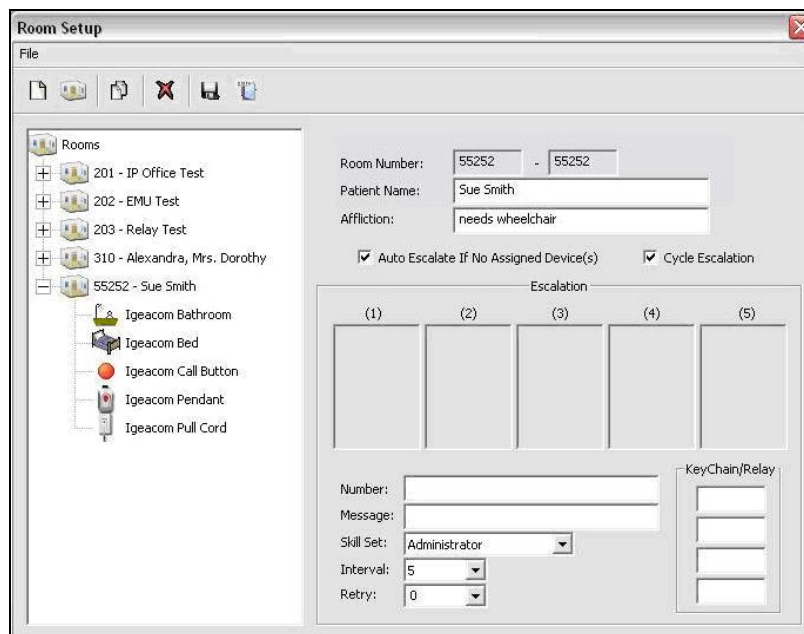 Room Setup
File
Rooms
201 - IP Office Test
202 - EMU Test
203 - Relay Test
310 - Alexandra, Mrs. Dorothy
55252 - Sue Smith
Igeacom Bathroom
Igeacom Bed
Igeacom Call Button
Igeacom Pendant
Igeacom Pull Cord
Room Number: 55252 - 55252
Patient Name: Sue Smith
Affliction: needs wheelchair
Auto Escalate If No Assigned Device(s) Cycle Escalation
Escalation
(1) (2) (3) (4) (5)
KeyChain/Relay
Number:
Message:
Skill Set: Administrator
Interval: 5
Retry: 0